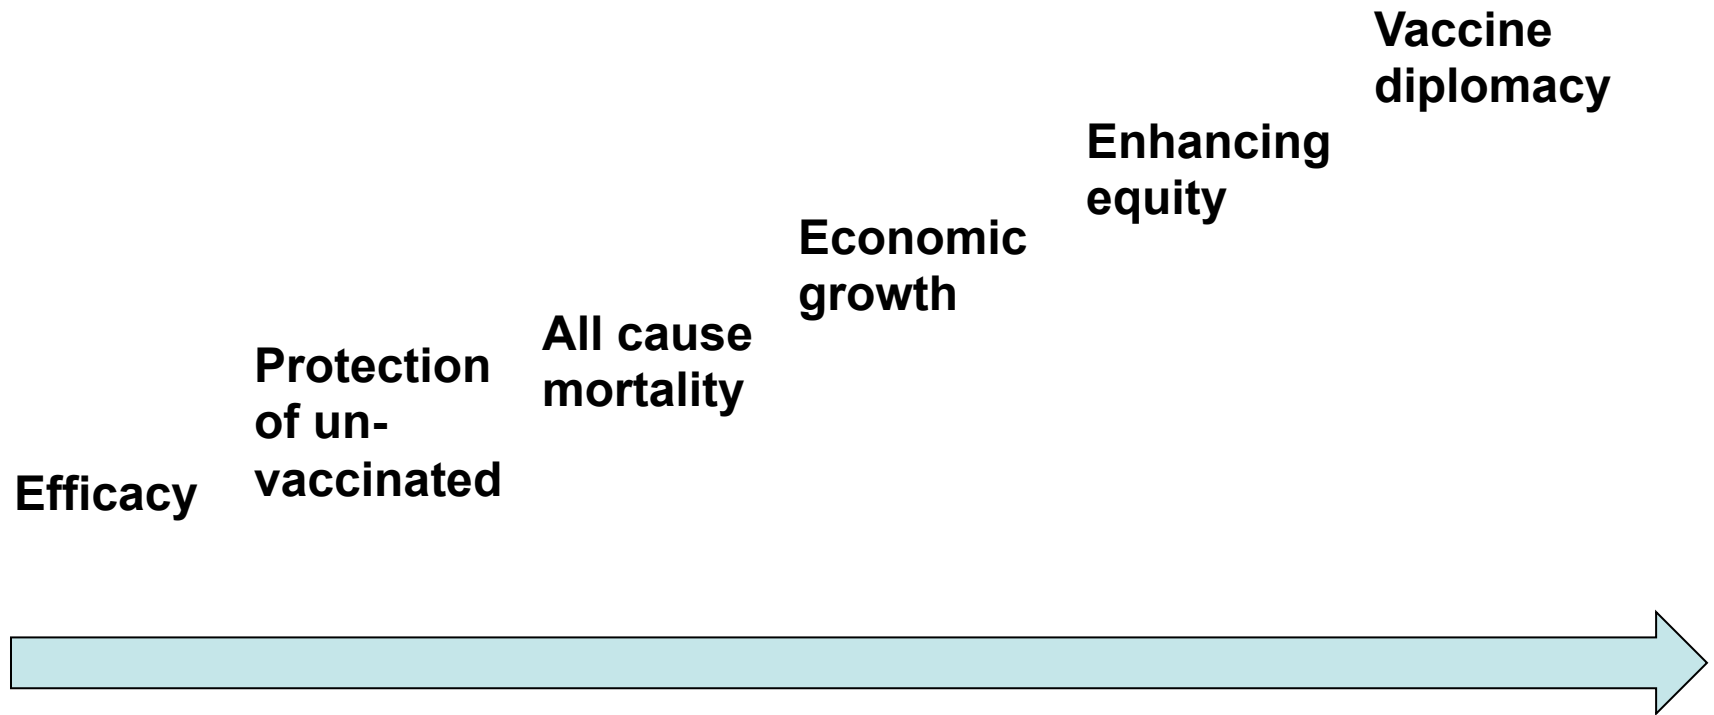 Efficacy
Protection
of un-
vaccinated
All cause
mortality
Economic
growth
Enhancing
equity
Vaccine
diplomacy